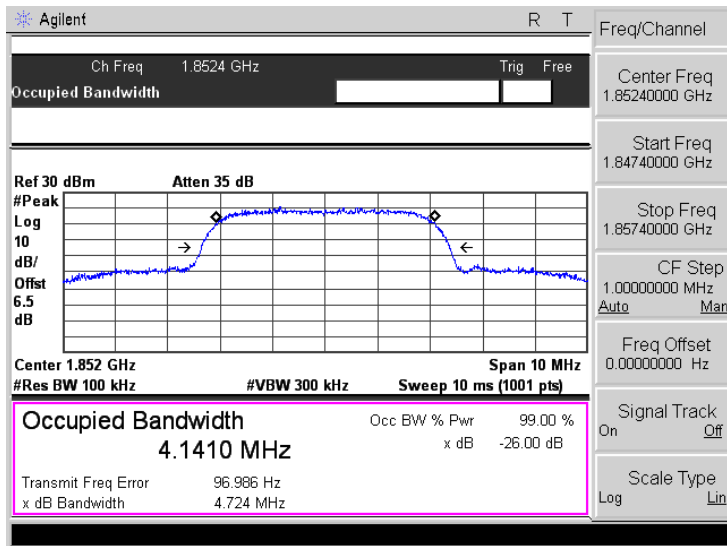 Agilent R T
Ch Freq 1.8524 GHz Trig Free
Occupied Bandwidth
Ref 30 dBm Atten 35 dB
#Peak
Log
10
dB/
Offst
6.5
dB
Center 1.852 GHz Span 10 MHz
#Res BW 100 kHz #VBW 300 kHz Sweep 10 ms (1001 pts)
Occupied Bandwidth
4.1410 MHz
Occ BW % Pwr 99.00 %
x dB -26.00 dB
Transmit Freq Error 96.986 Hz
x dB Bandwidth 4.724 MHz
Freq/Channel
Center Freq
1.85240000 GHz
Start Freq
1.84740000 GHz
Stop Freq
1.85740000 GHz
CF Step
1.00000000 MHz
Auto Man
Freq Offset
0.00000000 Hz
Signal Track
On Off
Scale Type
Log Lin